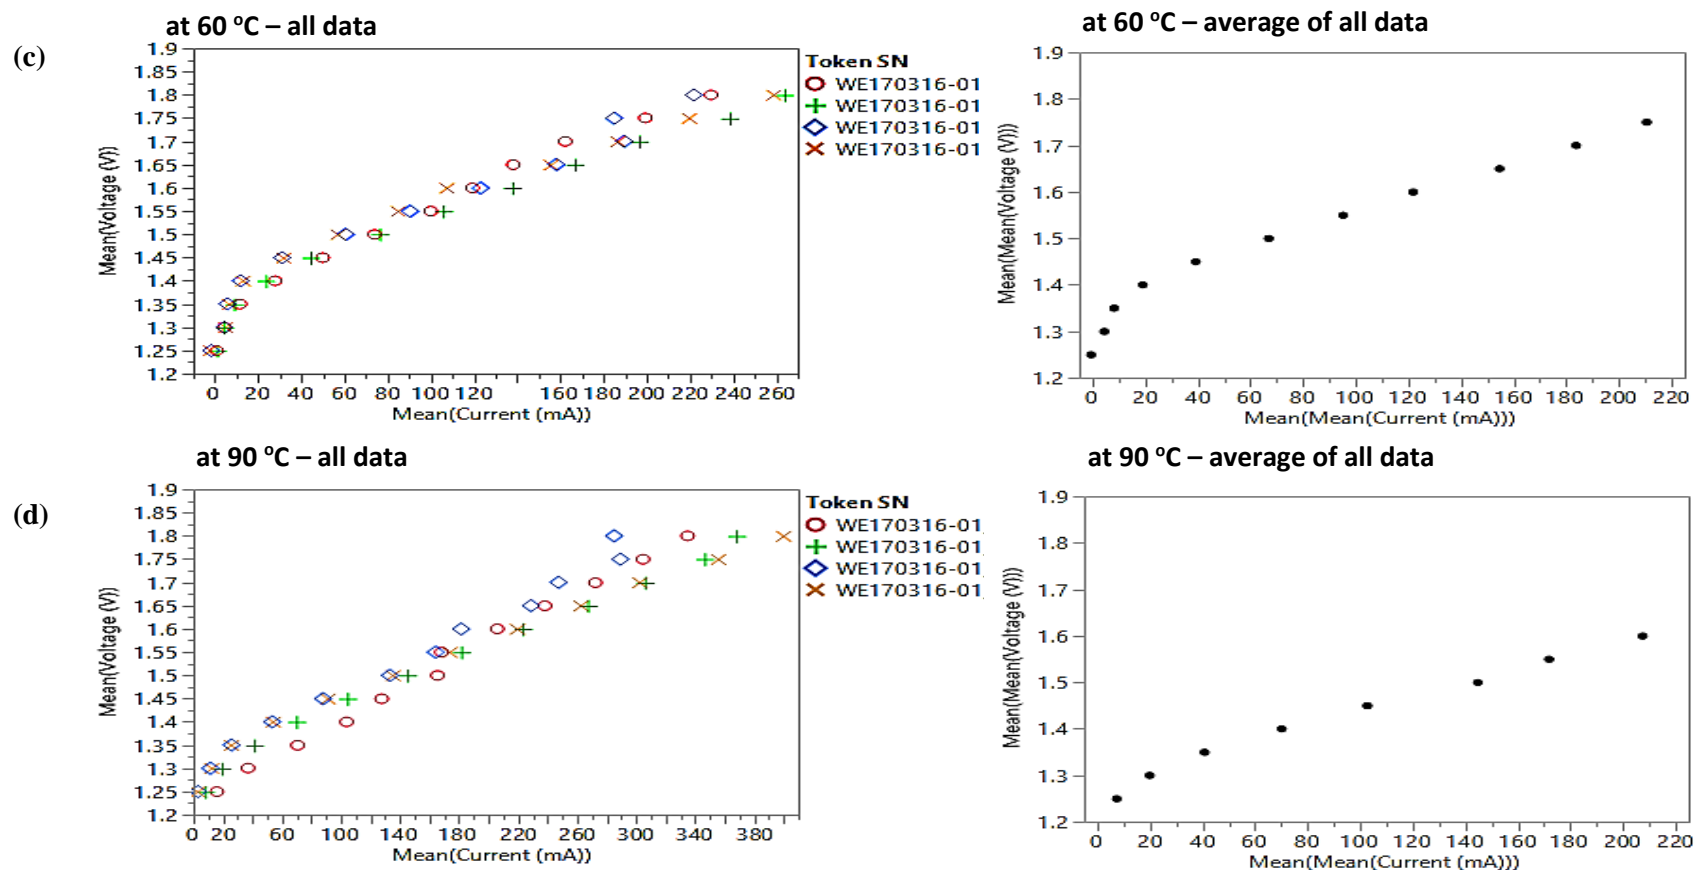 (c)
at 60 °C – all data
1.9
1.85
1.8
1.75
1.7
1.65
1.6
1.55
1.5
1.45
1.4
1.35
1.3
1.25
1.2
Mean(Voltage (V))
0 20 40 60 80 100 120 160 180 200 220 240 260
Mean(Current (mA))
Token SN
WE170316-01
WE170316-01
WE170316-01
WE170316-01
at 60 °C – average of all data
1.9
1.8
1.7
1.6
1.5
1.4
1.3
1.2
Mean(Mean(Voltage (V)))
0 20 40 60 80 100 120 140 160 180 200 220
Mean(Mean(Current (mA)))
(d)
at 90 °C – all data
1.9
1.85
1.8
1.75
1.7
1.65
1.6
1.55
1.5
1.45
1.4
1.35
1.3
1.25
1.2
Mean(Voltage (V))
0 20 60 100 140 180 220 260 300 340 380
Mean(Current (mA))
Token SN
WE170316-01
WE170316-01
WE170316-01
WE170316-01
at 90 °C – average of all data
1.9
1.8
1.7
1.6
1.5
1.4
1.3
1.2
Mean(Mean(Voltage (V)))
0 20 40 60 80 100 120 140 160 180 200 220
Mean(Mean(Current (mA)))